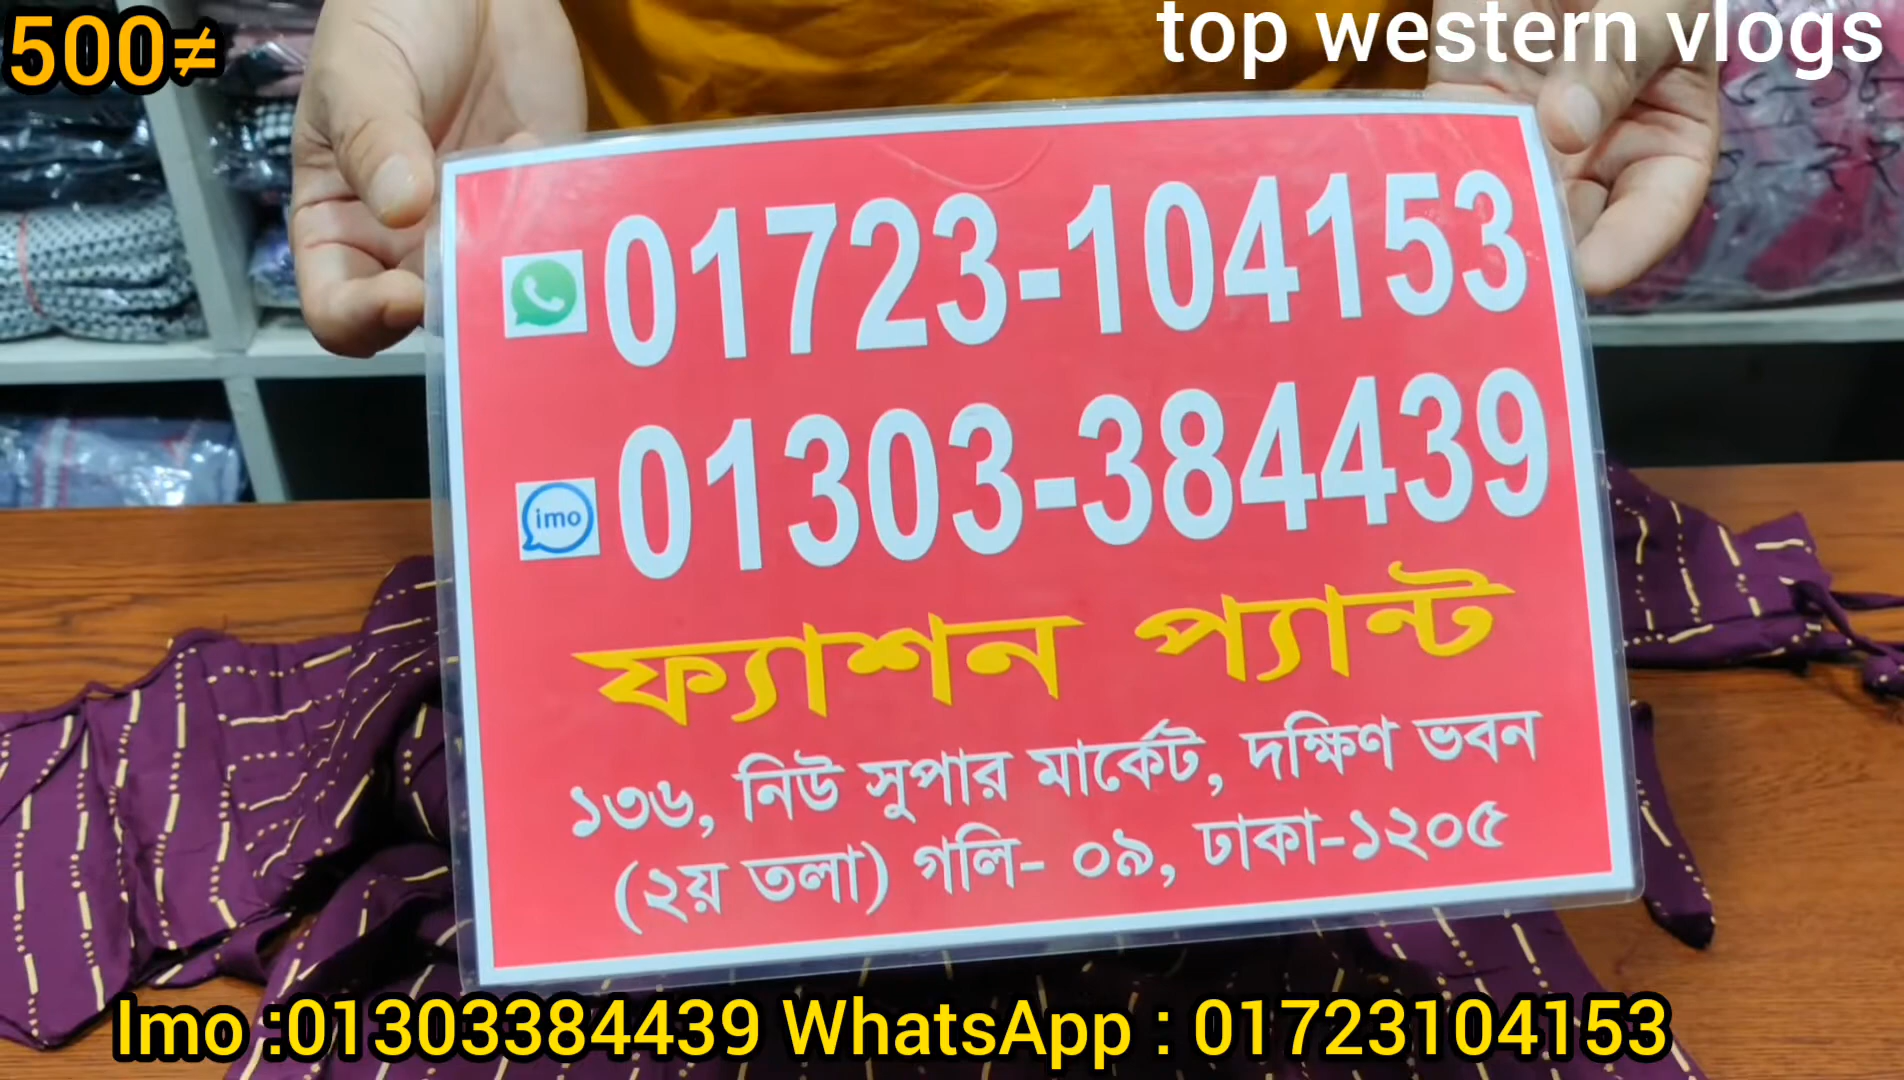 500≠
top western vlogs
01723-104153
imo 01303-384439
ফ্যাশন প্যান্ট
১৩৬, নিউ সুপার মার্কেট, দক্ষিণ ভবন
(২য় তলা) গলি- ০৯, ঢাকা-১২০৫
Imo :01303384439 WhatsApp : 01723104153